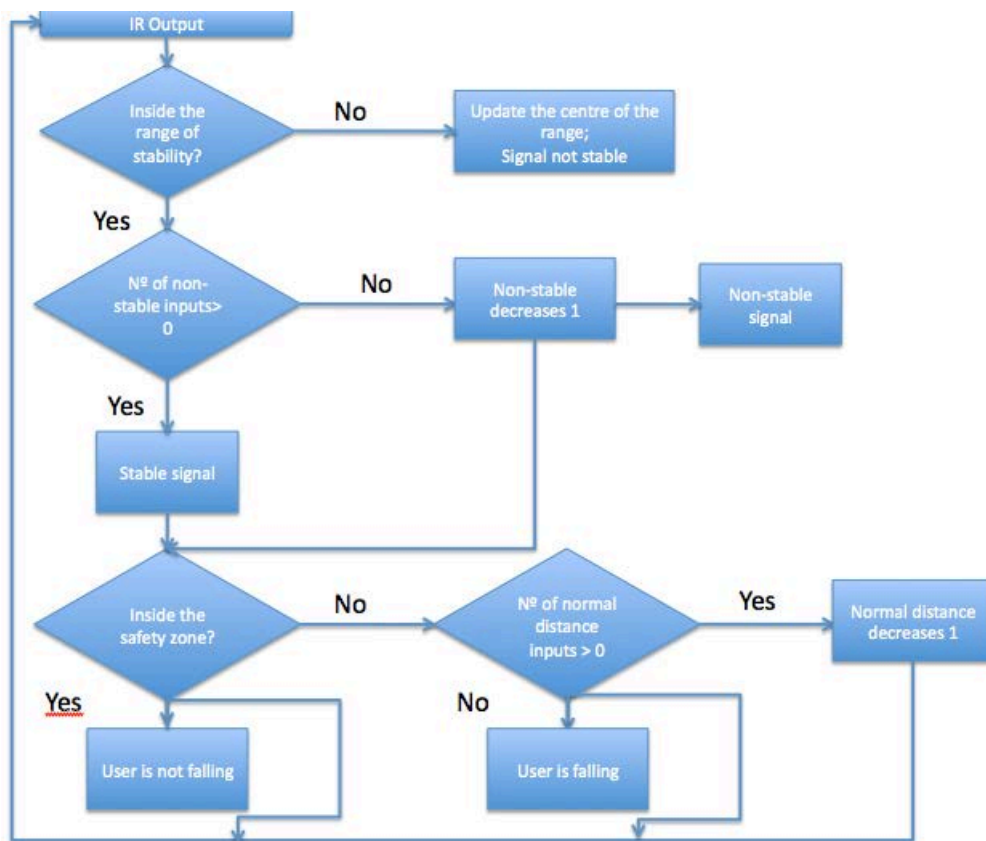 IR Output
Inside the
range of
stability?
No
Update the centre of the
range;
Signal not stable
Yes
Nº of non-
stable inputs>
0
No
Non-stable
decreases 1
Non-stable
signal
Yes
Stable signal
Inside the
safety zone?
No
Nº of normal
distance
inputs > 0
Yes
Normal distance
decreases 1
Yes
User is not falling
No
User is falling